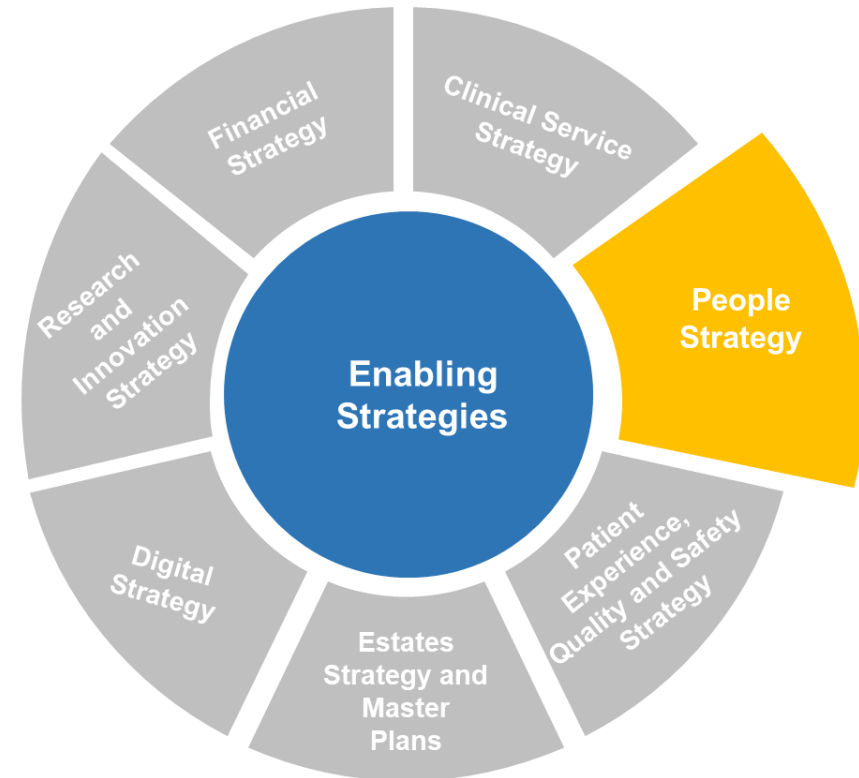 Financial
Strategy
Clinical Service
Strategy
People
Strategy
Patient
Experience,
Quality and Safety
Strategy
Estates
Strategy and
Master
Plans
Digital
Strategy
Research
and
Innovation
Strategy
Enabling
Strategies